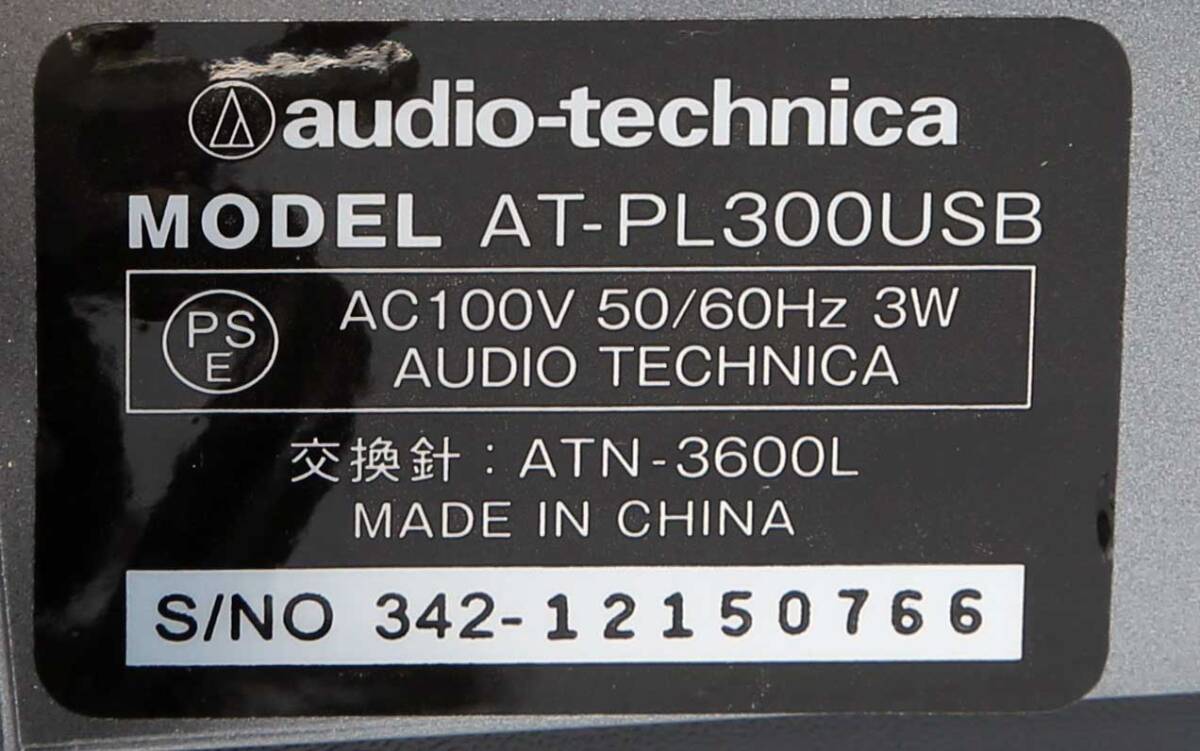 audio-technica
MODEL AT-PL300USB
PS
E
AC100V 50/60Hz 3W
AUDIO TECHNICA
交換針：ATN-3600L
MADE IN CHINA
S/NO 342-12150766